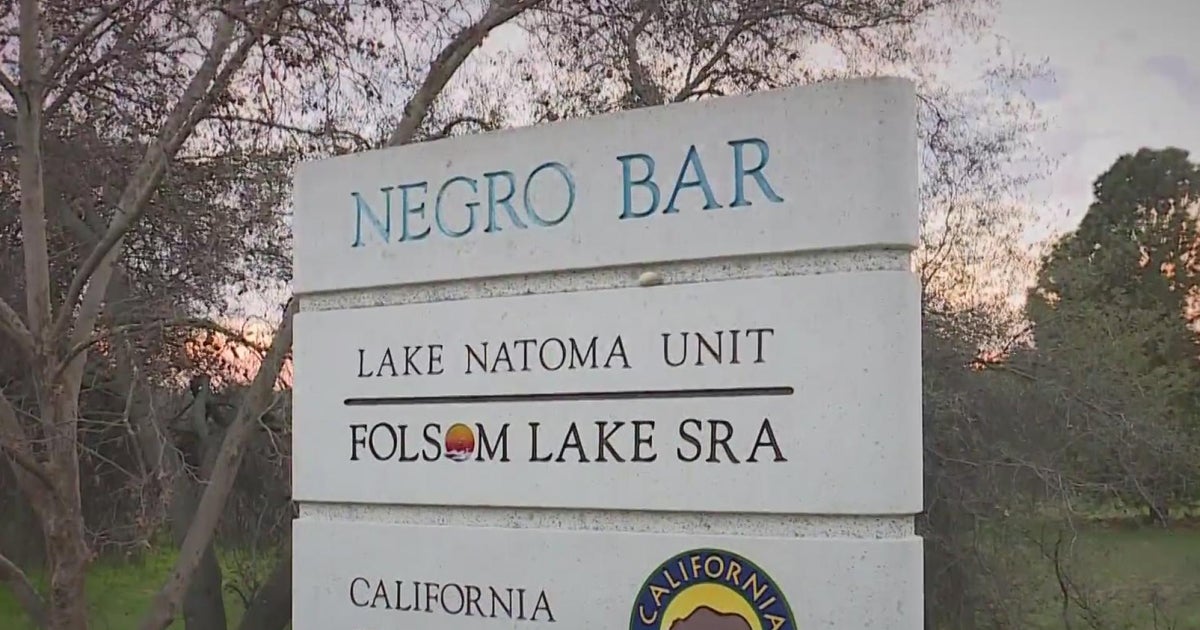 NEGRO BAR
LAKE NATOMA UNIT
FOLSOM LAKE SRA
CALIFORNIA
CALIFORNIA